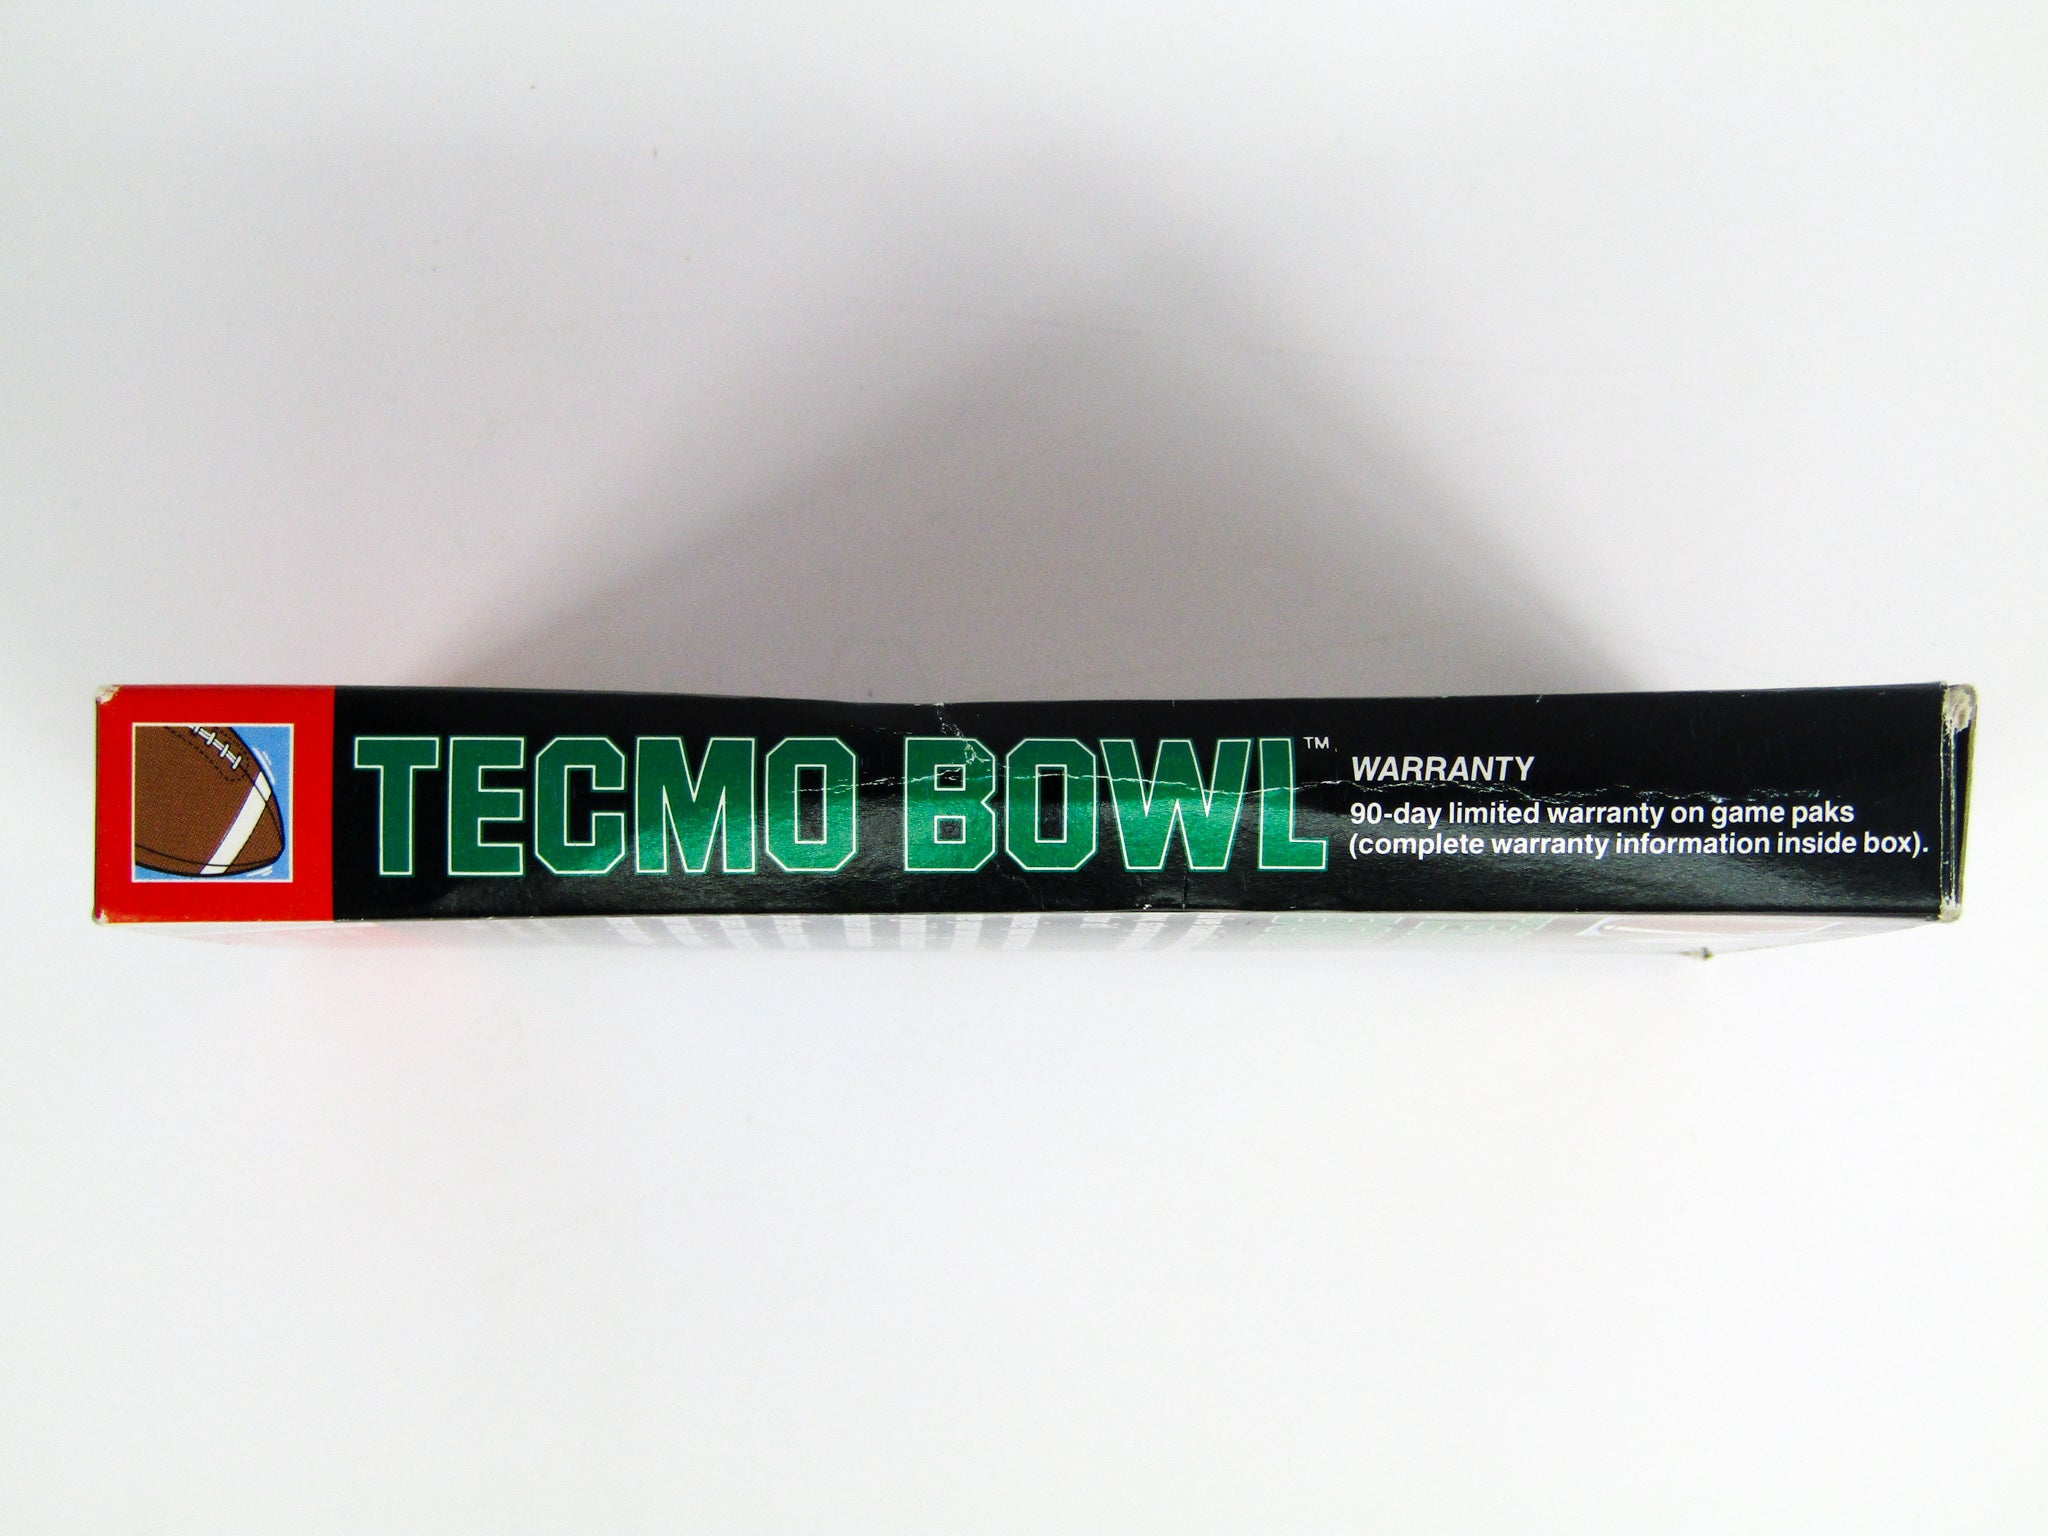 TECMO BOWL™
WARRANTY
90-day limited warranty on game paks
(complete warranty information inside box).